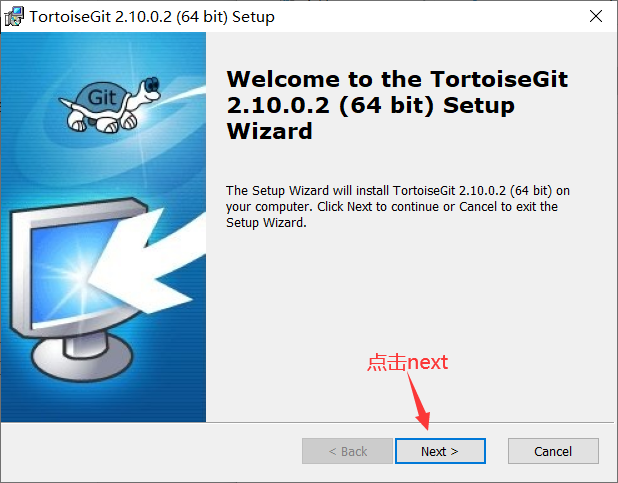 TortoiseGit 2.10.0.2 (64 bit) Setup
Git
Welcome to the TortoiseGit
2.10.0.2 (64 bit) Setup
Wizard
The Setup Wizard will install TortoiseGit 2.10.0.2 (64 bit) on
your computer. Click Next to continue or Cancel to exit the
Setup Wizard.
点击next
< Back
Next >
Cancel